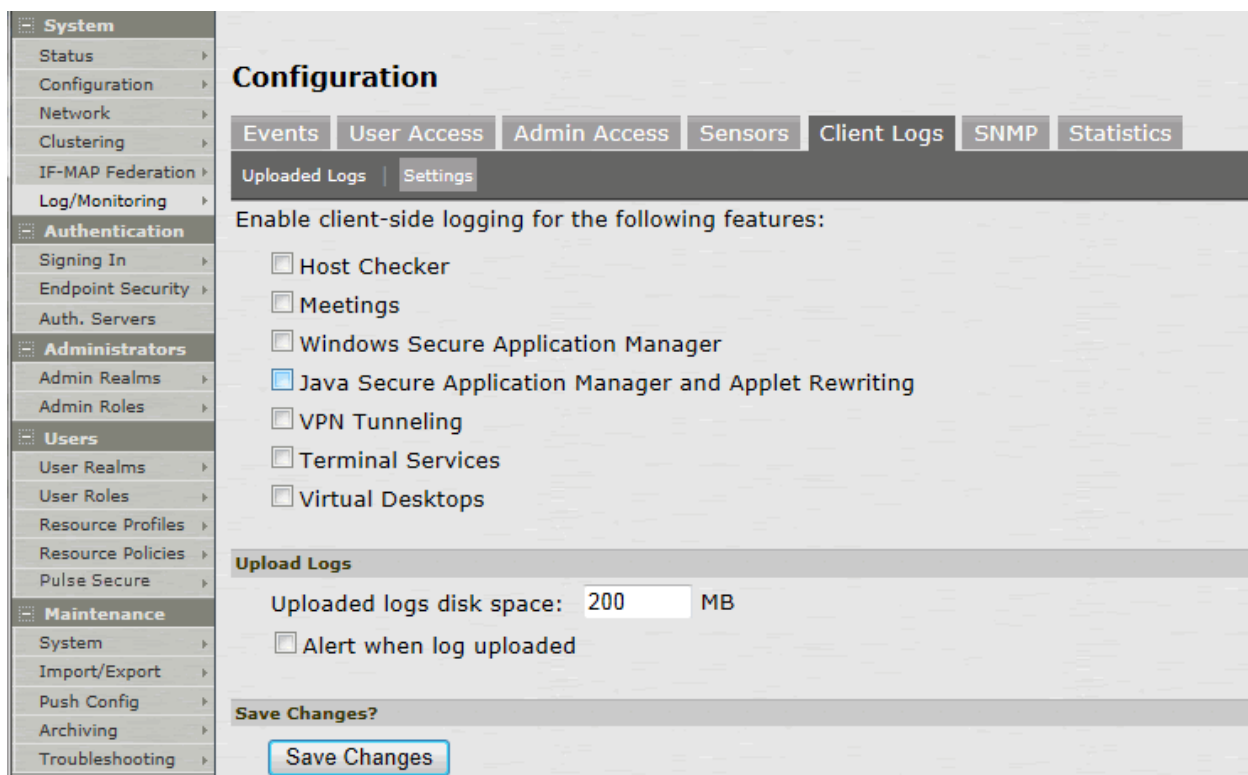 System
Status
Configuration
Network
Clustering
IF-MAP Federation
Log/Monitoring
Authentication
Signing In
Endpoint Security
Auth. Servers
Administrators
Admin Realms
Admin Roles
Users
User Realms
User Roles
Resource Profiles
Resource Policies
Pulse Secure
Maintenance
System
Import/Export
Push Config
Archiving
Troubleshooting
Configuration
Events User Access Admin Access Sensors Client Logs SNMP Statistics
Uploaded Logs | Settings
Enable client-side logging for the following features:
Host Checker
Meetings
Windows Secure Application Manager
Java Secure Application Manager and Applet Rewriting
VPN Tunneling
Terminal Services
Virtual Desktops
Upload Logs
Uploaded logs disk space: 200 MB
Alert when log uploaded
Save Changes?
Save Changes